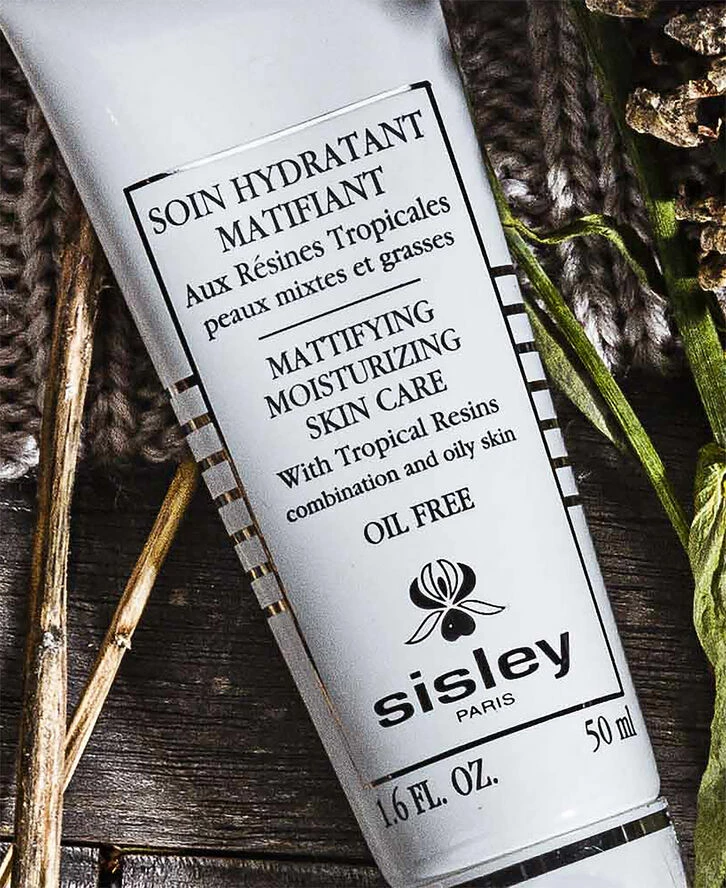 SOIN HYDRATANT
MATIFIANT
Aux Résines Tropicales
peaux mixtes et grasses
MATTIFYING
MOISTURIZING
SKIN CARE
With Tropical Resins
combination and oily skin
OIL FREE
sisley
PARIS
1.6 FL. OZ. 50 ml